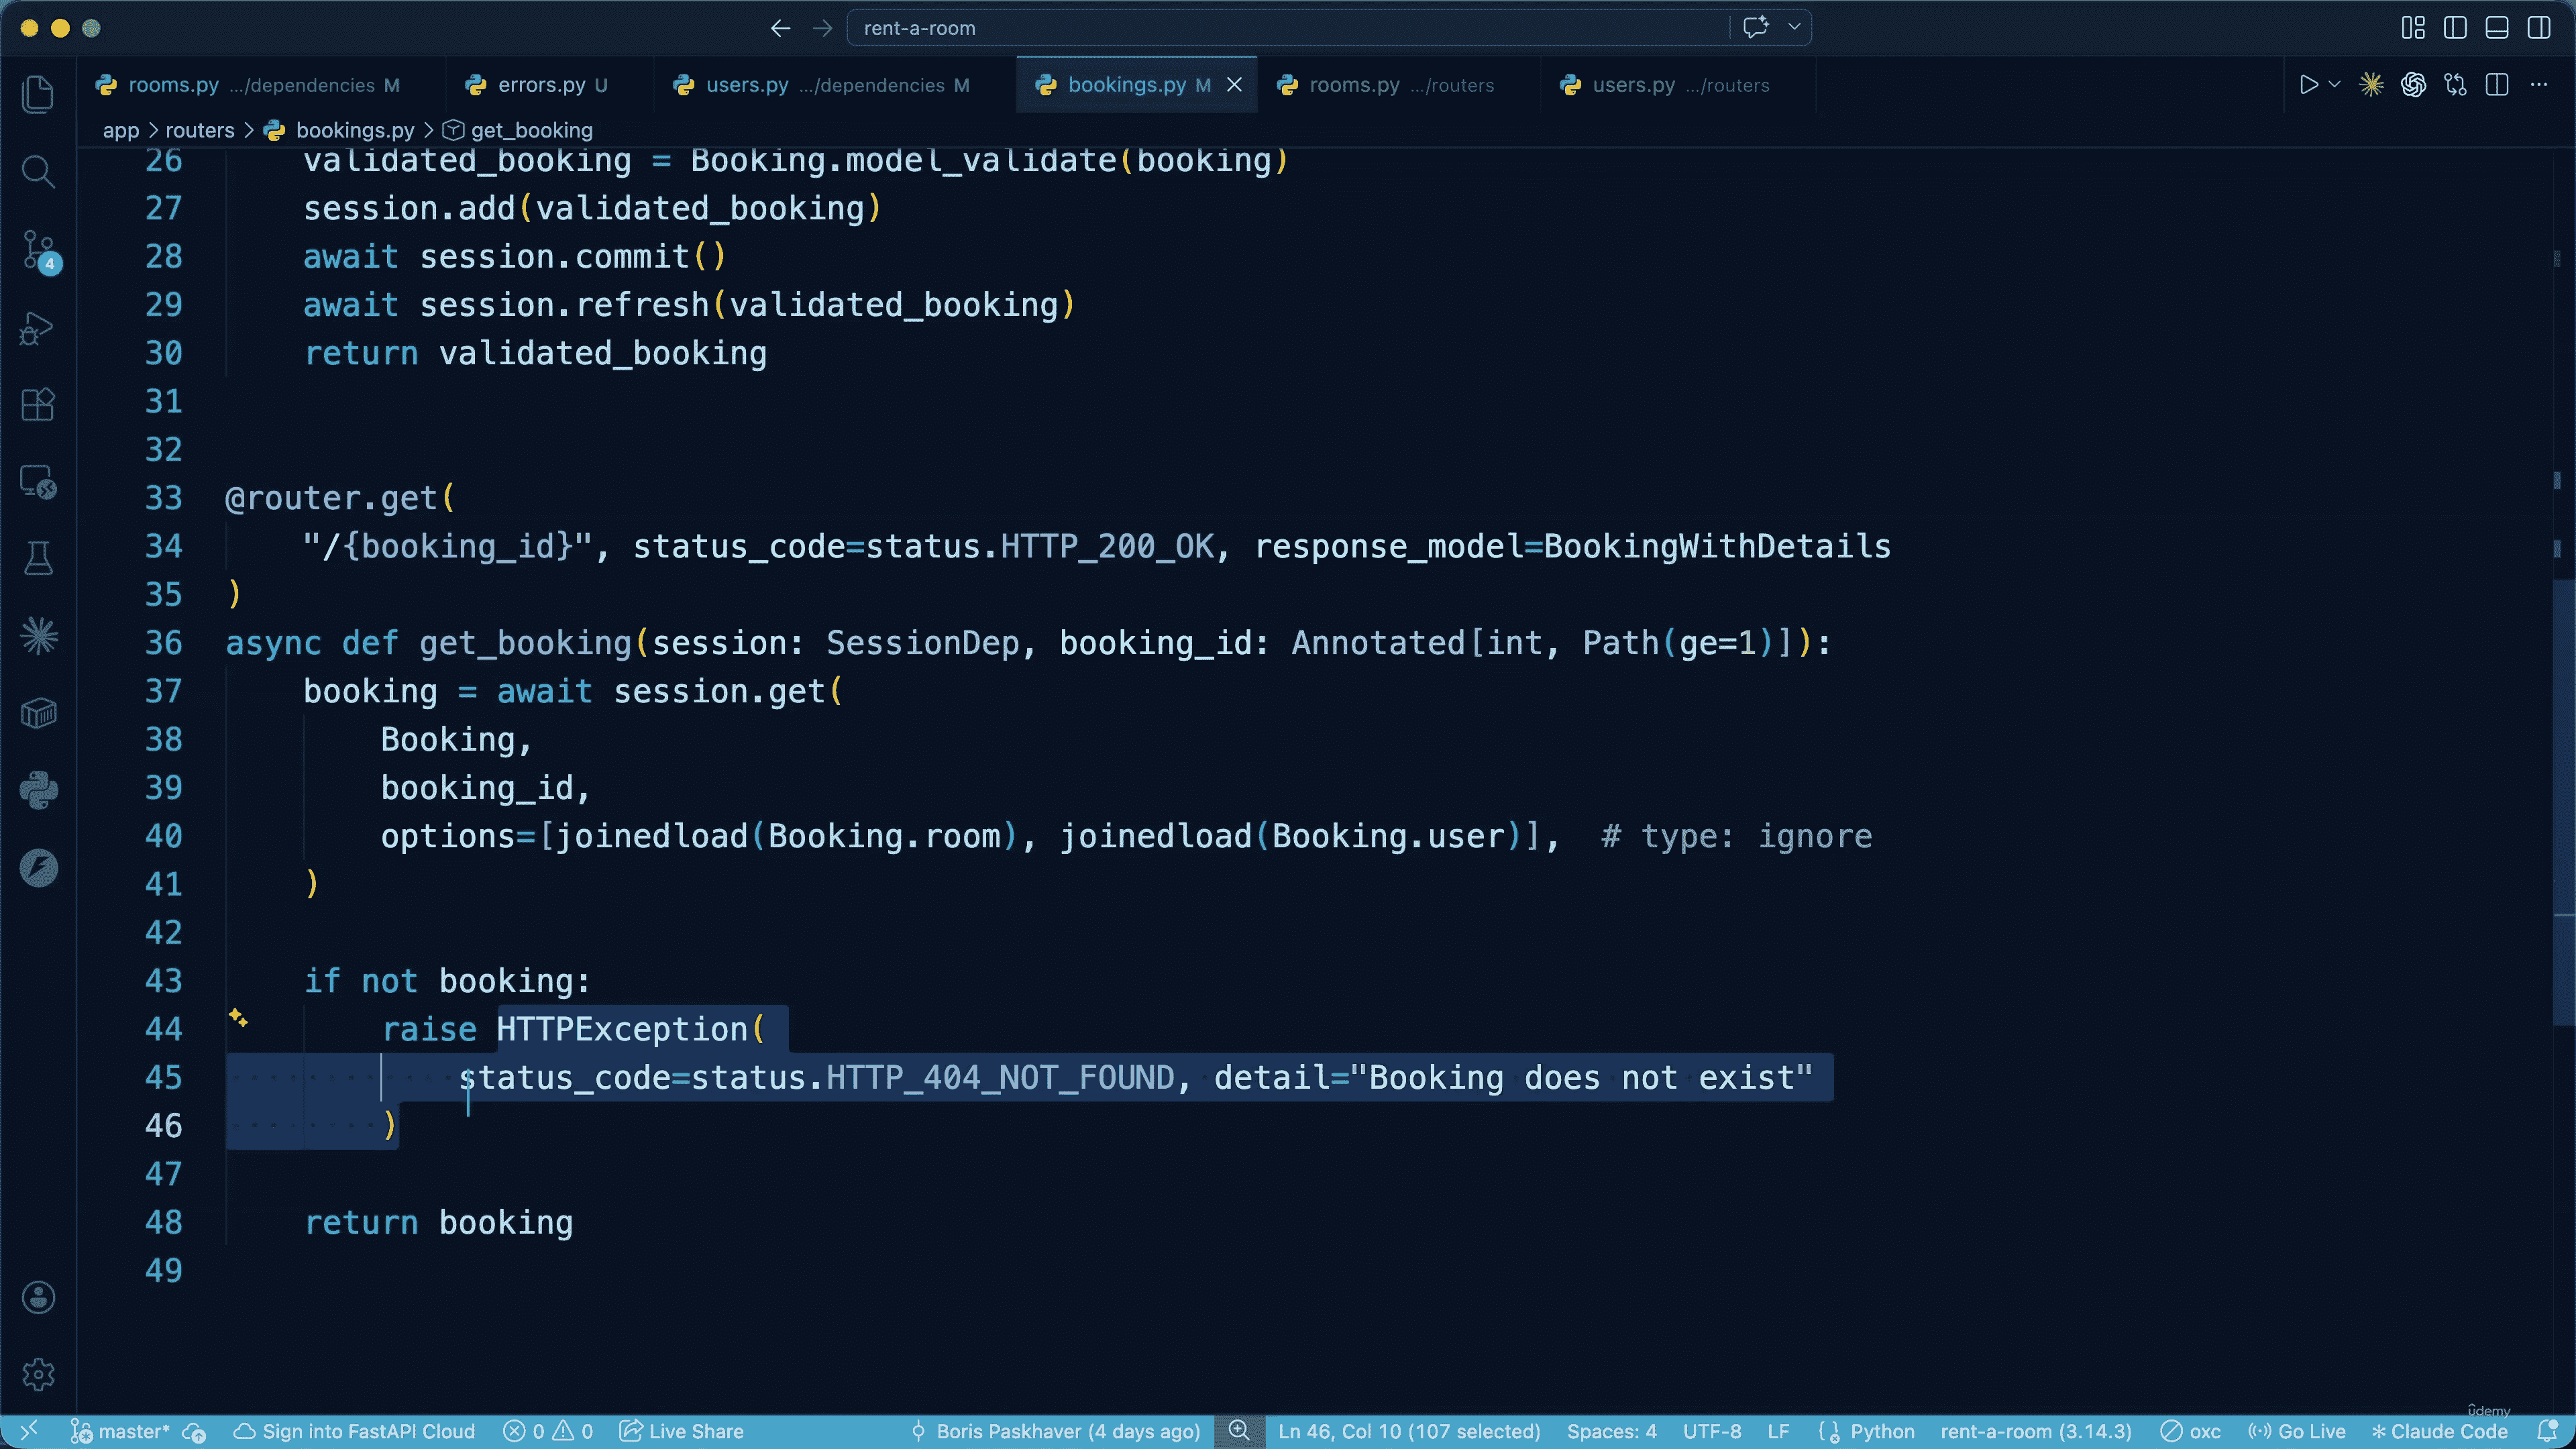 rent-a-room
rooms.py .../dependencies M
errors.py U
users.py .../dependencies M
bookings.py M
rooms.py .../routers
users.py .../routers
app > routers > bookings.py > get_booking
26 validated_booking = Booking.model_validate(booking)
27 session.add(validated_booking)
28 await session.commit()
29 await session.refresh(validated_booking)
30 return validated_booking
31
32
33 @router.get(
34 "/{booking_id}", status_code=status.HTTP_200_OK, response_model=BookingWithDetails
35 )
36 async def get_booking(session: SessionDep, booking_id: Annotated[int, Path(ge=1)]):
37 booking = await session.get(
38 Booking,
39 booking_id,
40 options=[joinedload(Booking.room), joinedload(Booking.user)],  # type: ignore
41 )
42
43 if not booking:
44 raise HTTPException(
45 status_code=status.HTTP_404_NOT_FOUND, detail="Booking does not exist"
46 )
47
48 return booking
49
4
udemy
master* Sign into FastAPI Cloud 0 0 Live Share Boris Paskhaver (4 days ago) Ln 46, Col 10 (107 selected) Spaces: 4 UTF-8 LF Python rent-a-room (3.14.3) oxc Go Live Claude Code